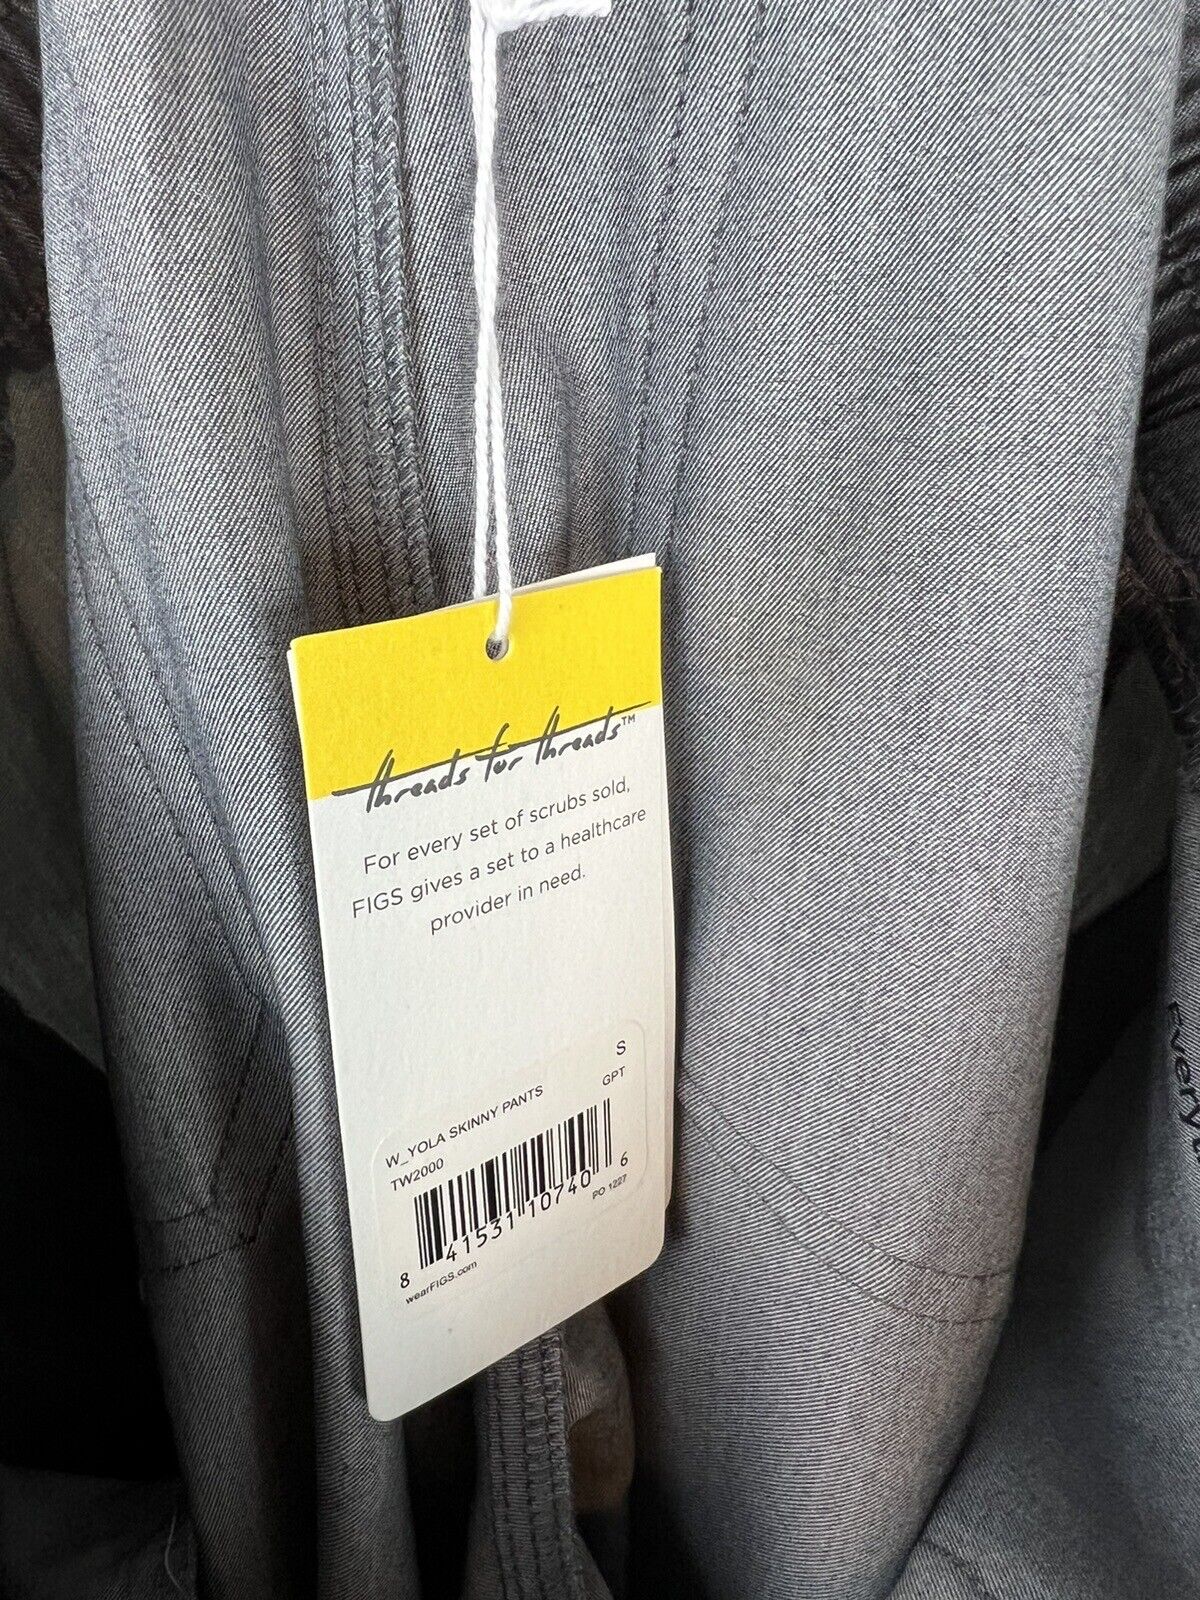 threads for threads™
For every set of scrubs sold,
FIGS gives a set to a healthcare
provider in need.
S
W_YOLA SKINNY PANTS GPT
TW2000
8 41531 10740 6
wearFIGS.com PO 1227